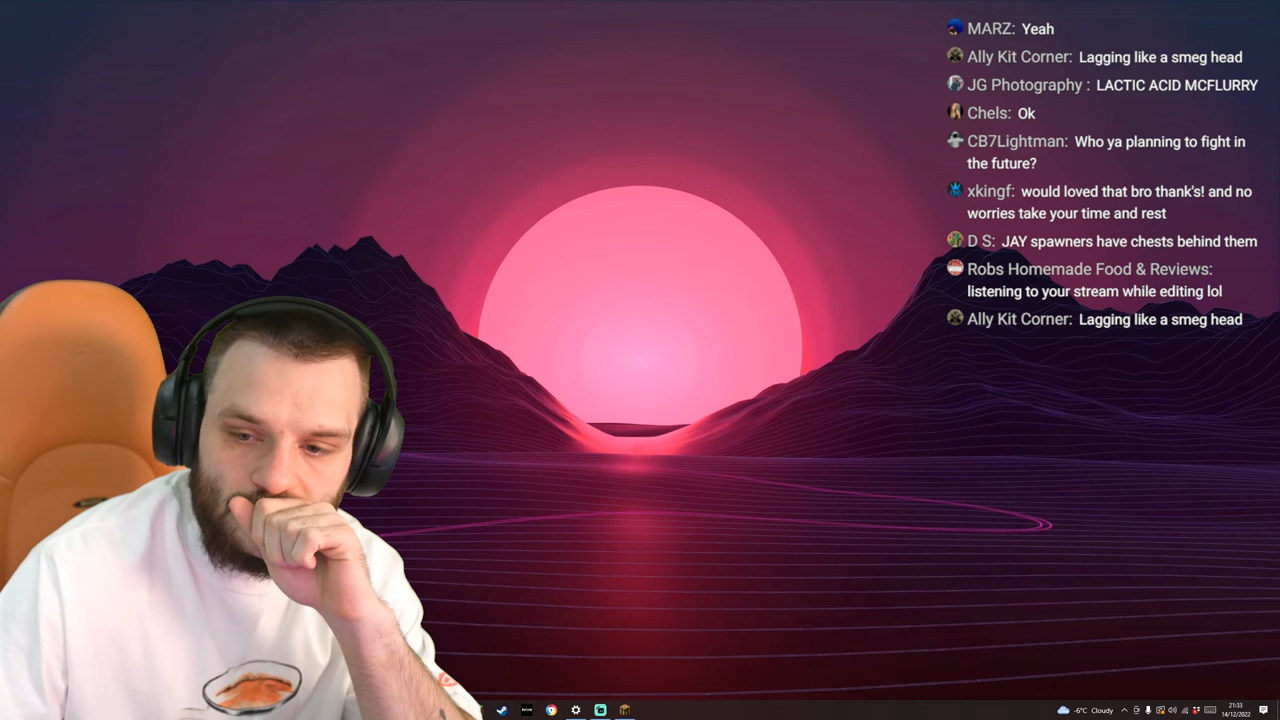 MARZ: Yeah
Ally Kit Corner: Lagging like a smeg head
JG Photography : LACTIC ACID MCFLURRY
Chels: Ok
CB7Lightman: Who ya planning to fight in
the future?
xkingf: would loved that bro thank's! and no
worries take your time and rest
D S: JAY spawners have chests behind them
Robs Homemade Food & Reviews:
listening to your stream while editing lol
Ally Kit Corner: Lagging like a smeg head
-6°C Cloudy
21:33
14/12/2022